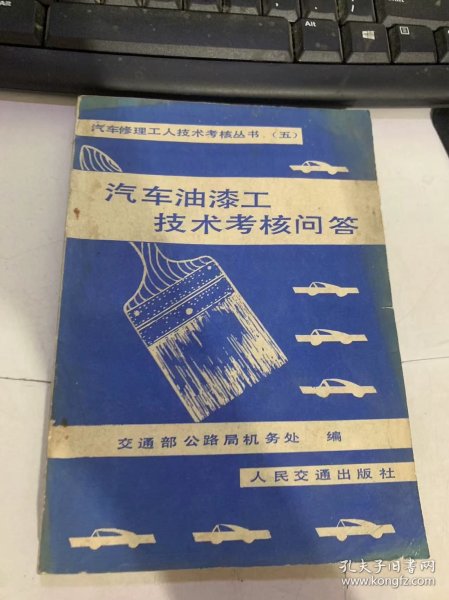 汽车修理工人技术考核丛书（五）
汽车油漆工
技术考核问答
交通部公路局机务处 编
人民交通出版社
孔夫子旧书网
www.kongfz.com